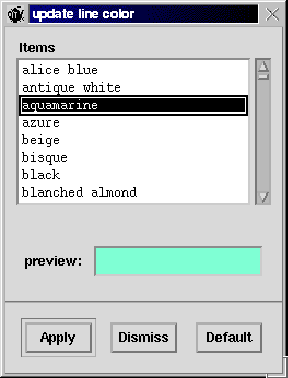 update line color
Items
alice blue
antique white
aquamarine
azure
beige
bisque
black
blanched almond
preview:
Apply Dismiss Default